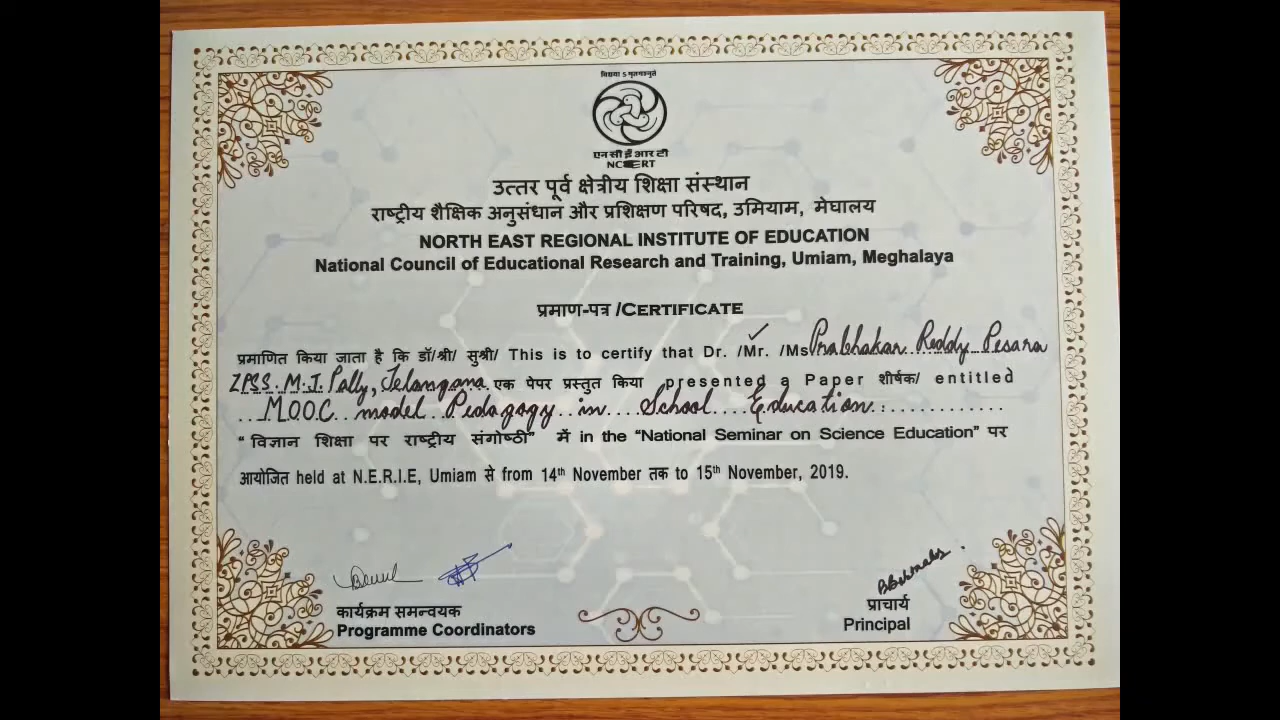 विद्यया ऽ मृतमश्नुते
एन सी ई आर टी
NCERT
उत्तर पूर्व क्षेत्रीय शिक्षा संस्थान
राष्ट्रीय शैक्षिक अनुसंधान और प्रशिक्षण परिषद, उमियाम, मेघालय
NORTH EAST REGIONAL INSTITUTE OF EDUCATION
National Council of Educational Research and Training, Umiam, Meghalaya
प्रमाण-पत्र /CERTIFICATE
प्रमाणित किया जाता है कि डॉ/श्री/ सुश्री/ This is to certify that Dr. /Mr. /Ms Prabhakar Reddy Pesara
ZPSS. M.J. Pally, Telangana एक पेपर प्रस्तुत किया presented a Paper शीर्षक/ entitled
M.O.O.C. model Pedagogy in School Education
“ विज्ञान शिक्षा पर राष्ट्रीय संगोष्ठी” में in the “National Seminar on Science Education” पर
आयोजित held at N.E.R.I.E, Umiam से from 14th November तक to 15th November, 2019.
कार्यक्रम समन्वयक
Programme Coordinators
प्राचार्य
Principal